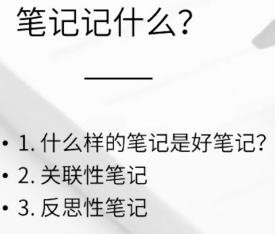 笔记记什么？
• 1. 什么样的笔记是好笔记？
• 2. 关联性笔记
• 3. 反思性笔记